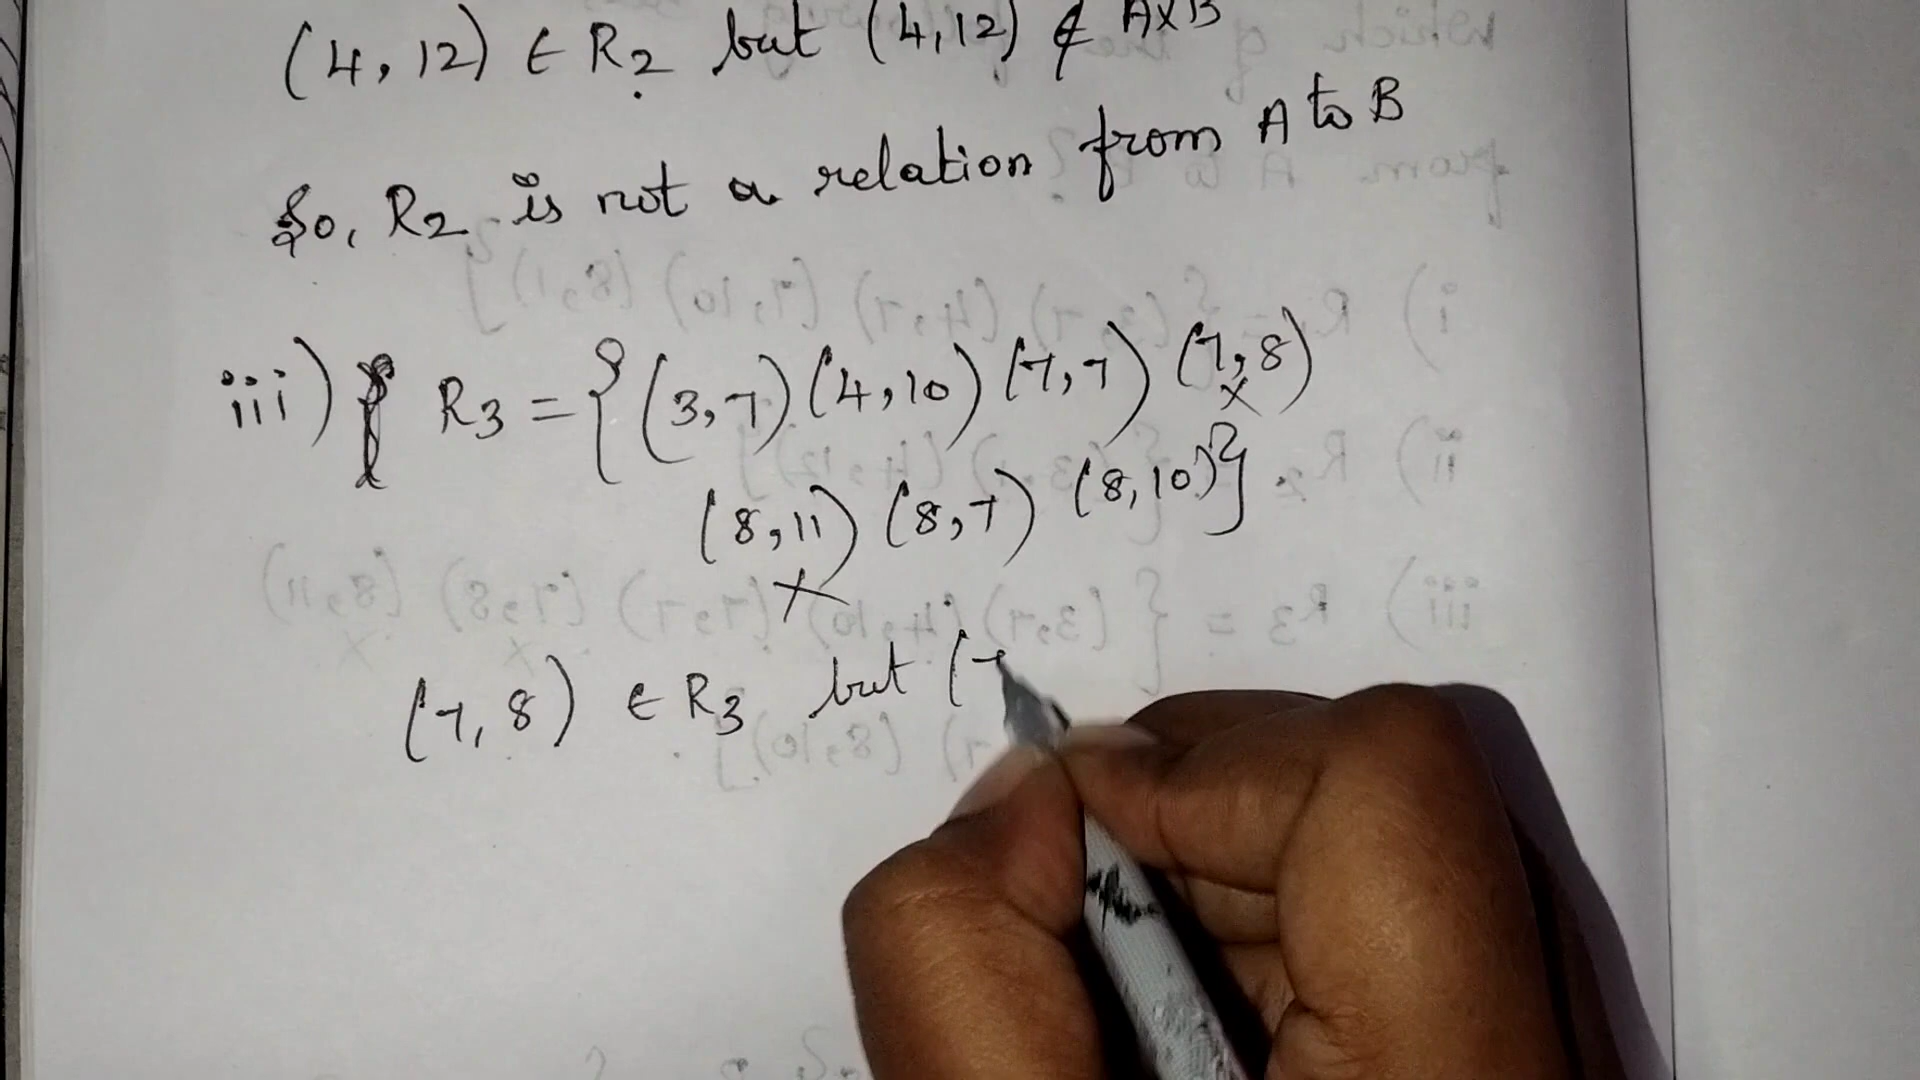 (4, 12) ∈ R2 but (4,12) ∉ A×B
So, R2 is not a relation from A to B
iii) R3 = {(3,7) (4,10) (7,7) (7,8)
×
(8,11) (8,7) (8,10)}
×
(7,8) ∈ R3 but (7